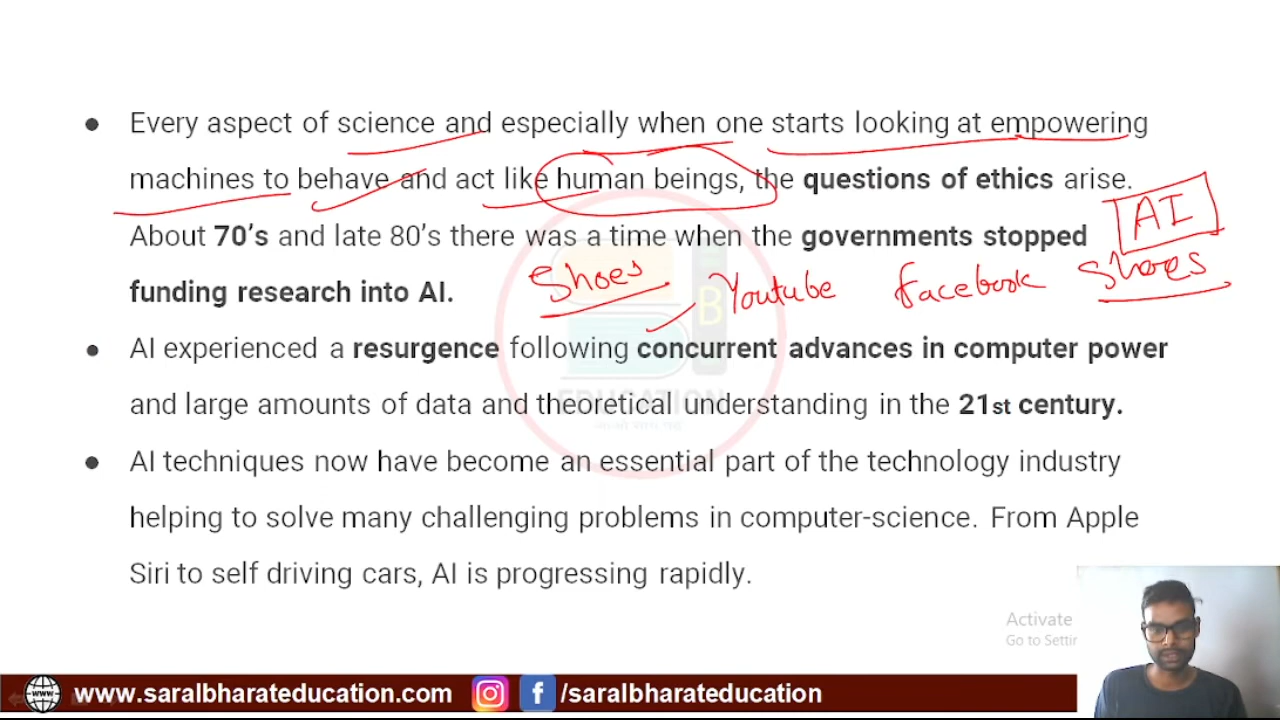 ● Every aspect of science and especially when one starts looking at empowering
machines to behave and act like human beings, the questions of ethics arise.
AI
About 70's and late 80's there was a time when the governments stopped
funding research into AI.
Shoes Youtube facebook Shoes
B
● AI experienced a resurgence following concurrent advances in computer power
EDUCATION
and large amounts of data and theoretical understanding in the 21st century.
● AI techniques now have become an essential part of the technology industry
helping to solve many challenging problems in computer-science. From Apple
Siri to self driving cars, AI is progressing rapidly.
Activate
Go to Settin
www www.saralbharateducation.com f /saralbharateducation